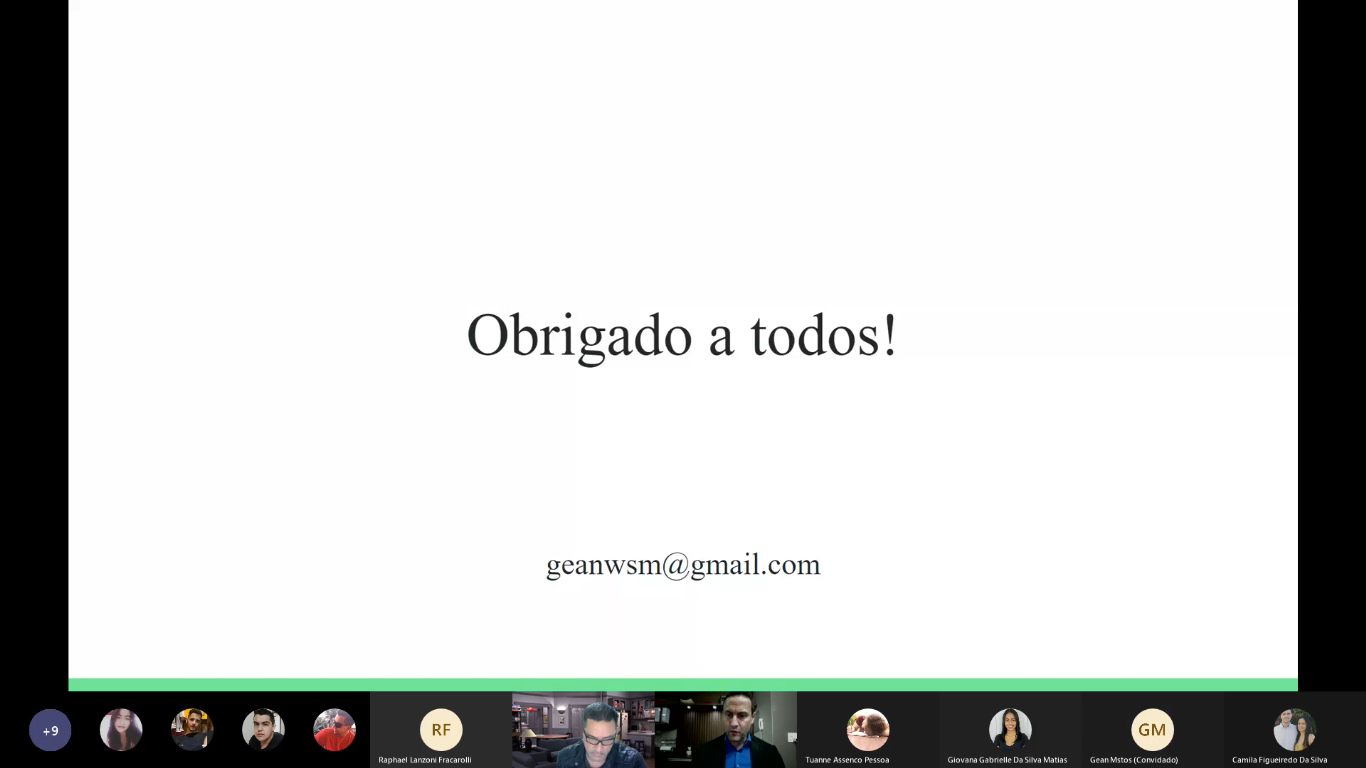 Obrigado a todos!
geanwsm@gmail.com
+9
RF
GM
Raphael Lanzoni Fracarolli
Tuanne Assenco Pessoa
Giovana Gabrielle Da Silva Matias
Gean Mstos (Convidado)
Camila Figueiredo Da Silva